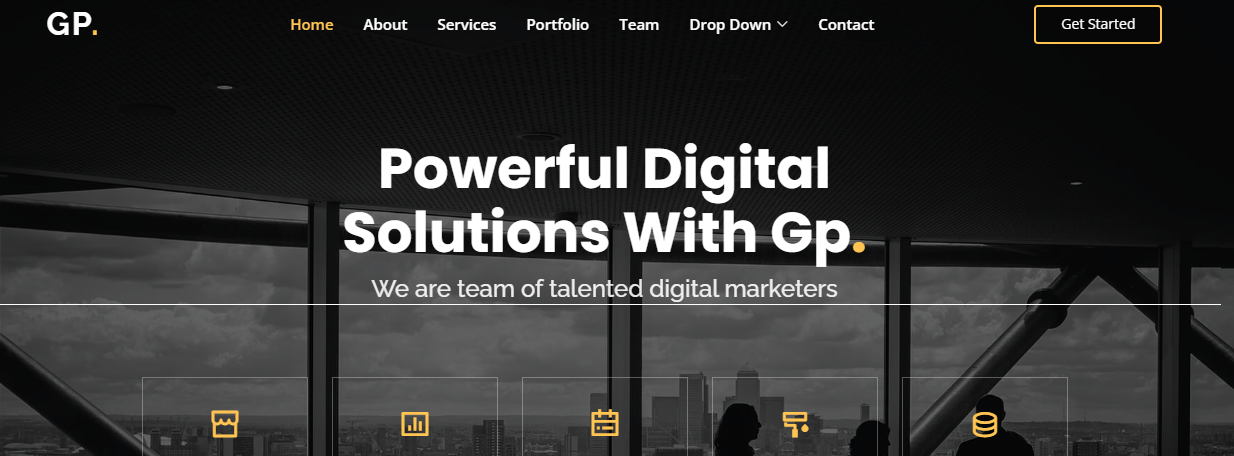 GP.
Home About Services Portfolio Team Drop Down Contact
Get Started
Powerful Digital
Solutions With Gp.
We are team of talented digital marketers